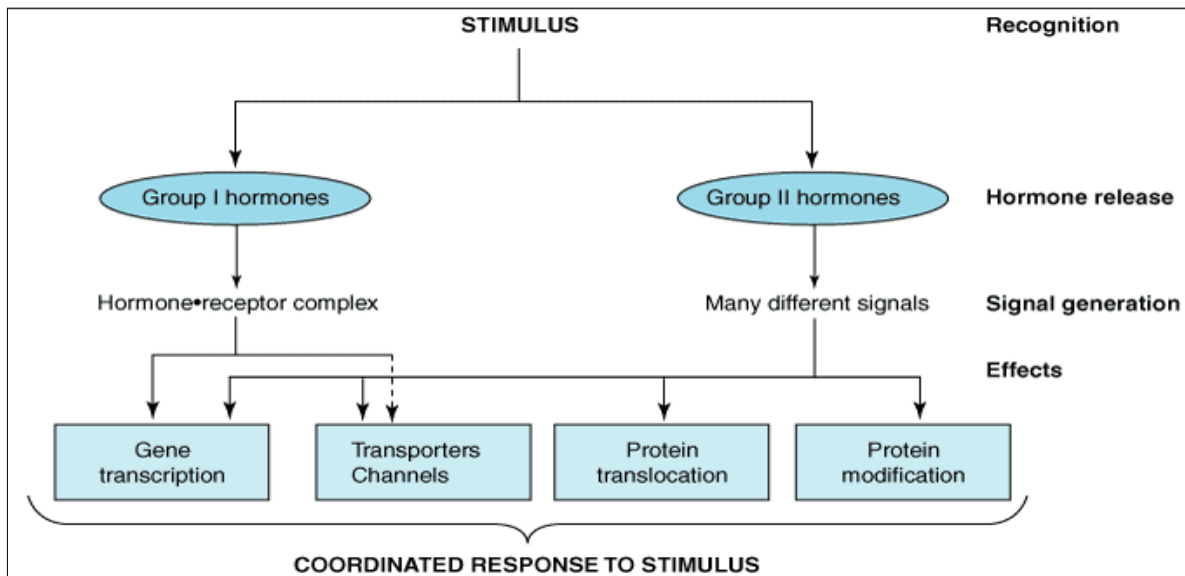 STIMULUS
Recognition
Group I hormones
Group II hormones
Hormone release
Hormone•receptor complex
Many different signals
Signal generation
Effects
Gene
transcription
Transporters
Channels
Protein
translocation
Protein
modification
COORDINATED RESPONSE TO STIMULUS